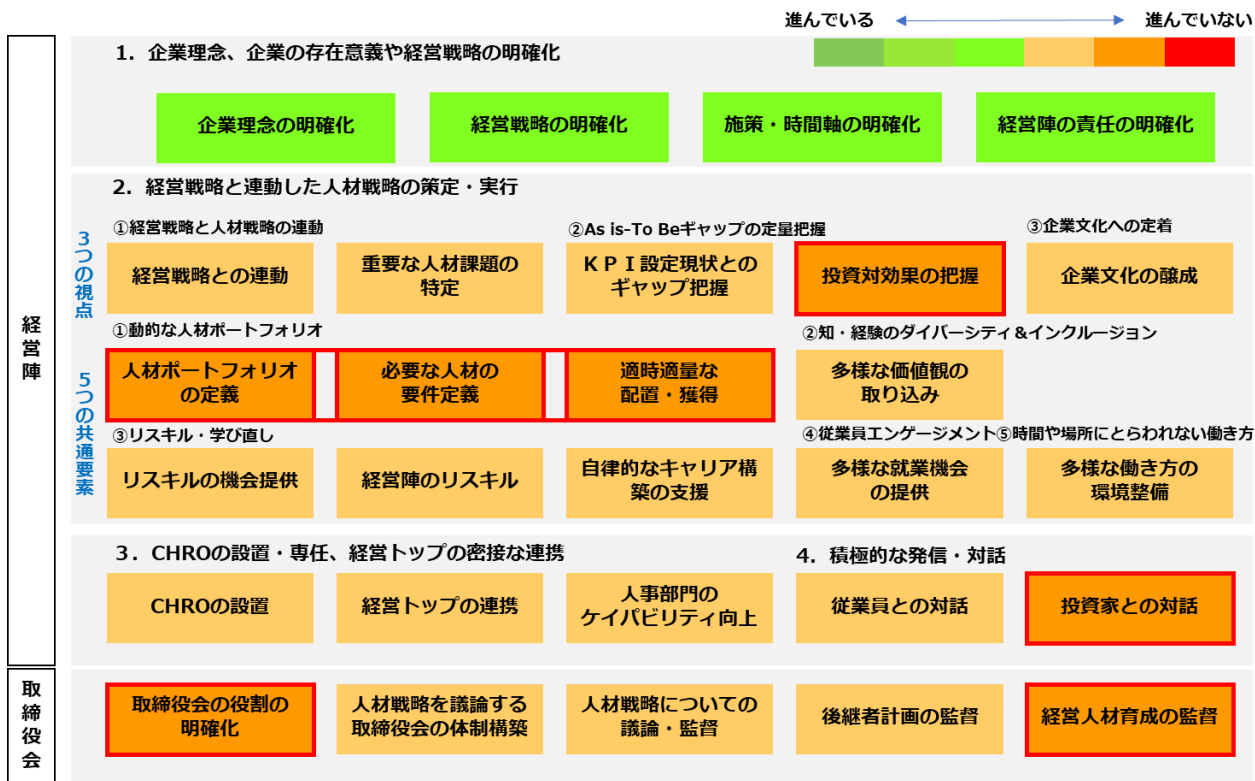 進んでいる
進んでいない
経営陣
1．企業理念、企業の存在意義や経営戦略の明確化
企業理念の明確化
経営戦略の明確化
施策・時間軸の明確化
経営陣の責任の明確化
2．経営戦略と連動した人材戦略の策定・実行
3つの視点
①経営戦略と人材戦略の連動
②As is-To Beギャップの定量把握
③企業文化への定着
経営戦略との連動
重要な人材課題の
特定
ＫＰＩ設定現状との
ギャップ把握
投資対効果の把握
企業文化の醸成
5つの共通要素
①動的な人材ポートフォリオ
②知・経験のダイバーシティ＆インクルージョン
人材ポートフォリオ
の定義
必要な人材の
要件定義
適時適量な
配置・獲得
多様な価値観の
取り込み
③リスキル・学び直し
④従業員エンゲージメント⑤時間や場所にとらわれない働き方
リスキルの機会提供
経営陣のリスキル
自律的なキャリア構
築の支援
多様な就業機会
の提供
多様な働き方の
環境整備
３．CHROの設置・専任、経営トップの密接な連携
4．積極的な発信・対話
CHROの設置
経営トップの連携
人事部門の
ケイパビリティ向上
従業員との対話
投資家との対話
取締役会
取締役会の役割の
明確化
人材戦略を議論する
取締役会の体制構築
人材戦略についての
議論・監督
後継者計画の監督
経営人材育成の監督